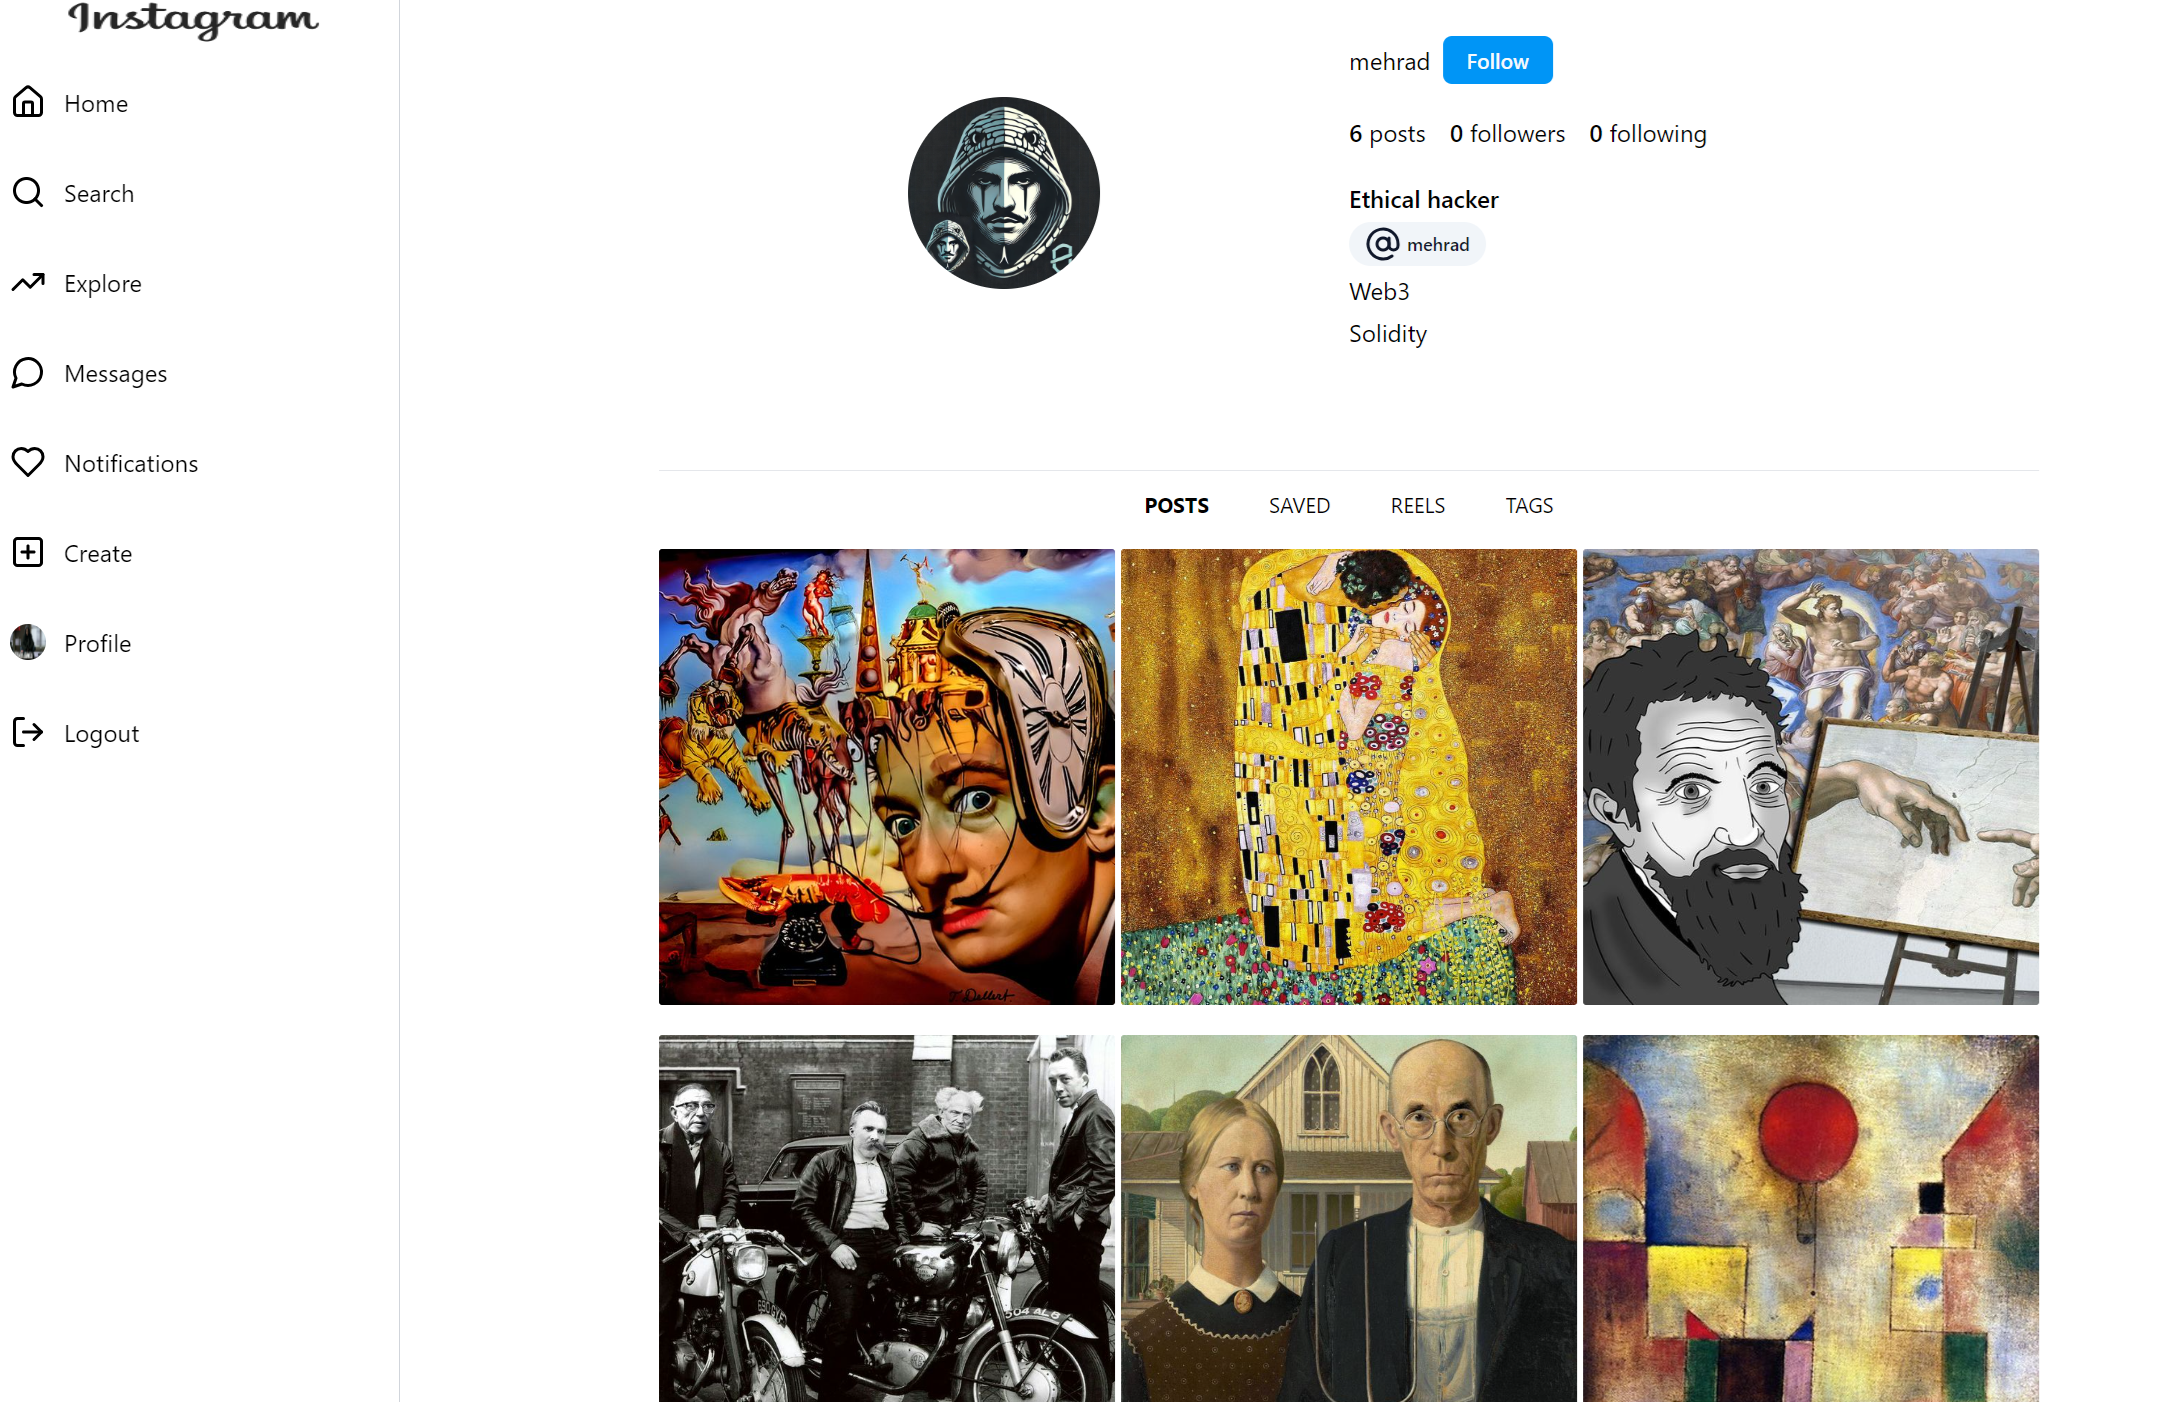 Instagram
Home
Search
Explore
Messages
Notifications
Create
Profile
Logout
mehrad Follow
6 posts 0 followers 0 following
Ethical hacker
@ mehrad
Web3
Solidity
POSTS SAVED REELS TAGS